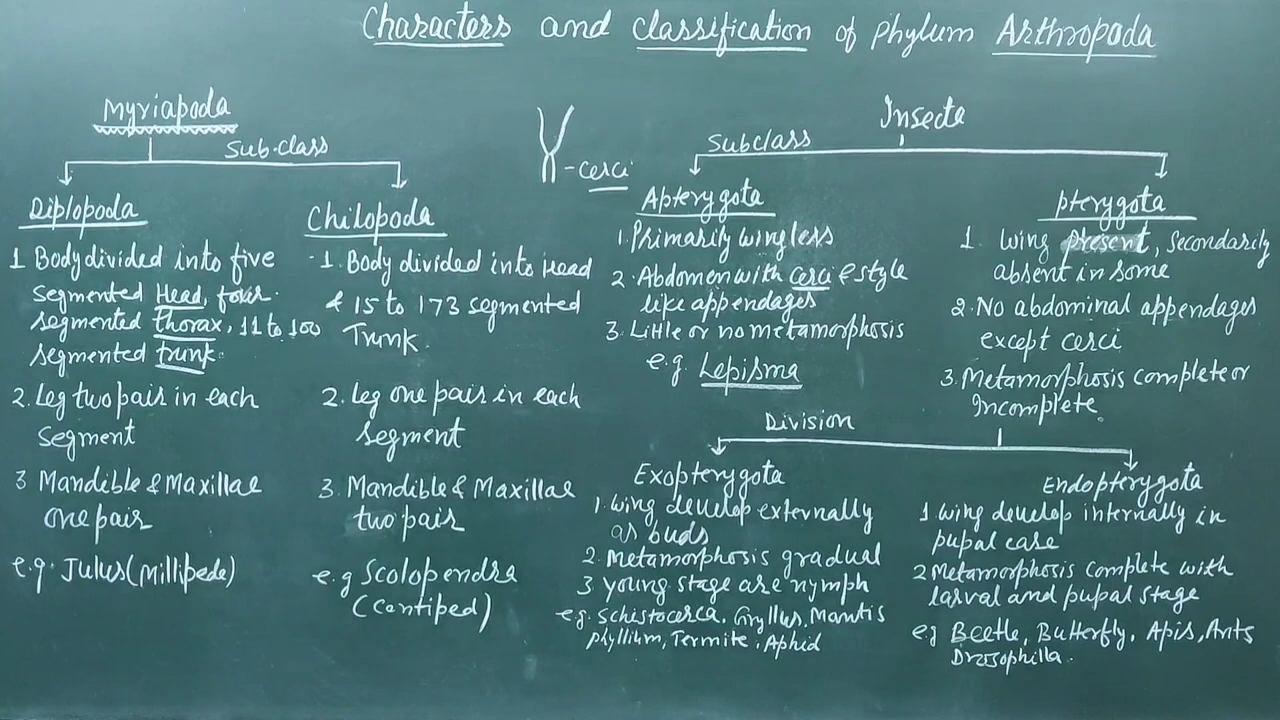 Characters and classification of phylum Arthropoda
Myriapoda
Sub-class
Diplopoda
1 Body divided into five
segmented Head, four
segmented thorax, 11 to 100
segmented trunk.
2. Leg two pair in each
segment
3 Mandible & Maxillae
one pair
e.g. Julus (Millipede)
Chilopoda
1. Body divided into Head
& 15 to 173 segmented
Trunk.
2. Leg one pair in each
segment
3. Mandible & Maxillae
two pair
e.g Scolopendra
(Centiped)
-cerci
Insecta
Subclass
Apterygota
1. Primarily wingless
2. Abdomen with cerci & style
like appendages
3. Little or no metamorphosis
e.g. Lepisma
Pterygota
1. wing present, secondarily
absent in some
2. No abdominal appendages
except cerci
3. Metamorphosis complete or
Incomplete.
Division
Exopterygota
1. wing develop externally
as buds
2. Metamorphosis gradual
3 young stage are nymph
e.g. Schistocerca, Gryllus, Mantis
Phyllium, Termite, Aphid
Endopterygota
1 wing develop internally in
pupal case
2 Metamorphosis complete with
larval and pupal stage
e.g Beetle, Butterfly, Apis, Ants
Drosophilla.